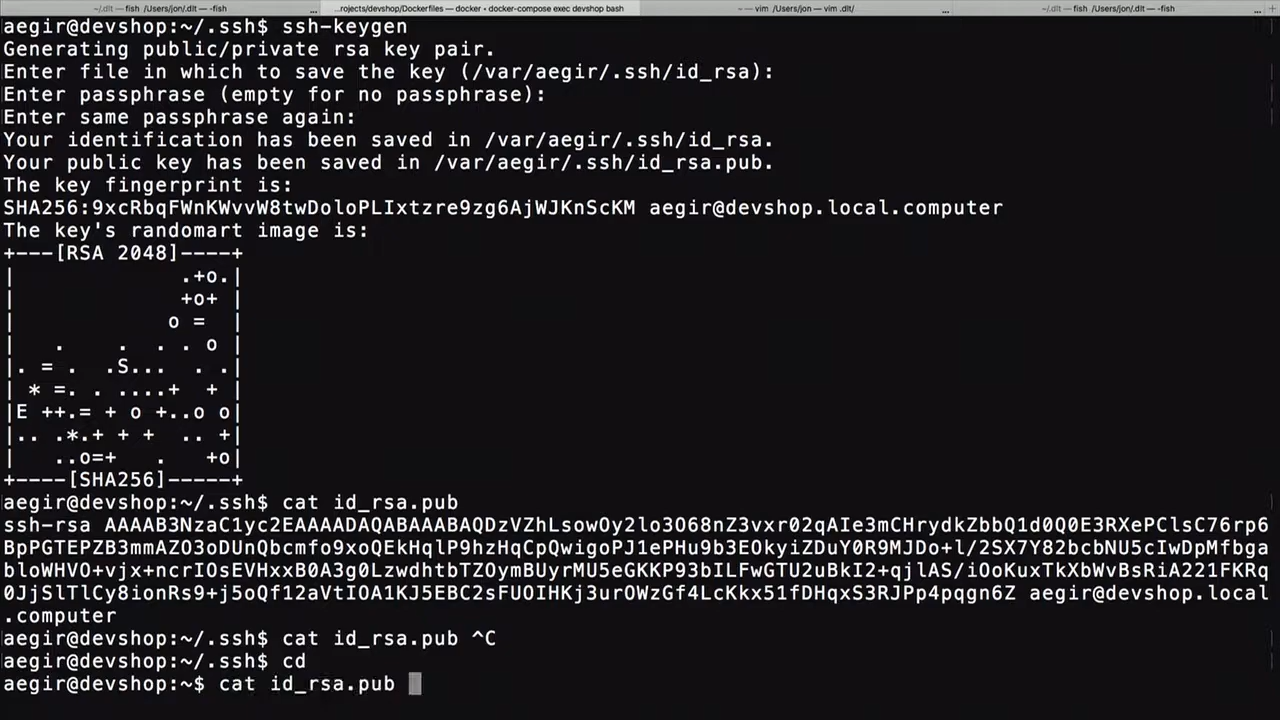 ~/.dlt — fish /Users/jon/.dlt — -fish ... ...rojects/devshop/Dockerfiles — docker • docker-compose exec devshop bash ~ — vim /Users/jon — vim .dlt/ ... ~/.dlt — fish /Users/jon/.dlt — -fish ... +
aegir@devshop:~/.ssh$ ssh-keygen
Generating public/private rsa key pair.
Enter file in which to save the key (/var/aegir/.ssh/id_rsa):
Enter passphrase (empty for no passphrase):
Enter same passphrase again:
Your identification has been saved in /var/aegir/.ssh/id_rsa.
Your public key has been saved in /var/aegir/.ssh/id_rsa.pub.
The key fingerprint is:
SHA256:9xcRbqFWnKWvvW8twDoloPLIxtzre9zg6AjWJKnScKM aegir@devshop.local.computer
The key's randomart image is:
+---[RSA 2048]----+
|             .+o.|
|             +o+ |
|            o =  |
|   .    .  . . o |
|. = .  .S...  . .|
| * =. . ....+  + |
|E ++.= + o +..o o|
|.. .*.+ + +  .. +|
|   ..o=+   .   +o|
+----[SHA256]-----+
aegir@devshop:~/.ssh$ cat id_rsa.pub
ssh-rsa AAAAB3NzaC1yc2EAAAADAQABAAABAQDzVZhLsowOy2lo3O68nZ3vxr02qAIe3mCHrydkZbbQ1d0Q0E3RXePClsC76rp6
BpPGTEPZB3mmAZO3oDUnQbcmfo9xoQEkHqlP9hzHqCpQwigoPJ1ePHu9b3EOkyiZDuY0R9MJDo+l/2SX7Y82bcbNU5cIwDpMfbga
bloWHVO+vjx+ncrIOsEVHxxB0A3g0LzwdhtbTZOymBUyrMU5eGKKP93bILFwGTU2uBkI2+qjlAS/iOoKuxTkXbWvBsRiA221FKRq
0JjSlTlCy8ionRs9+j5oQf12aVtIOA1KJ5EBC2sFUOIHKj3urOWzGf4LcKkx51fDHqxS3RJPp4pqgn6Z aegir@devshop.local
.computer
aegir@devshop:~/.ssh$ cat id_rsa.pub ^C
aegir@devshop:~/.ssh$ cd
aegir@devshop:~$ cat id_rsa.pub